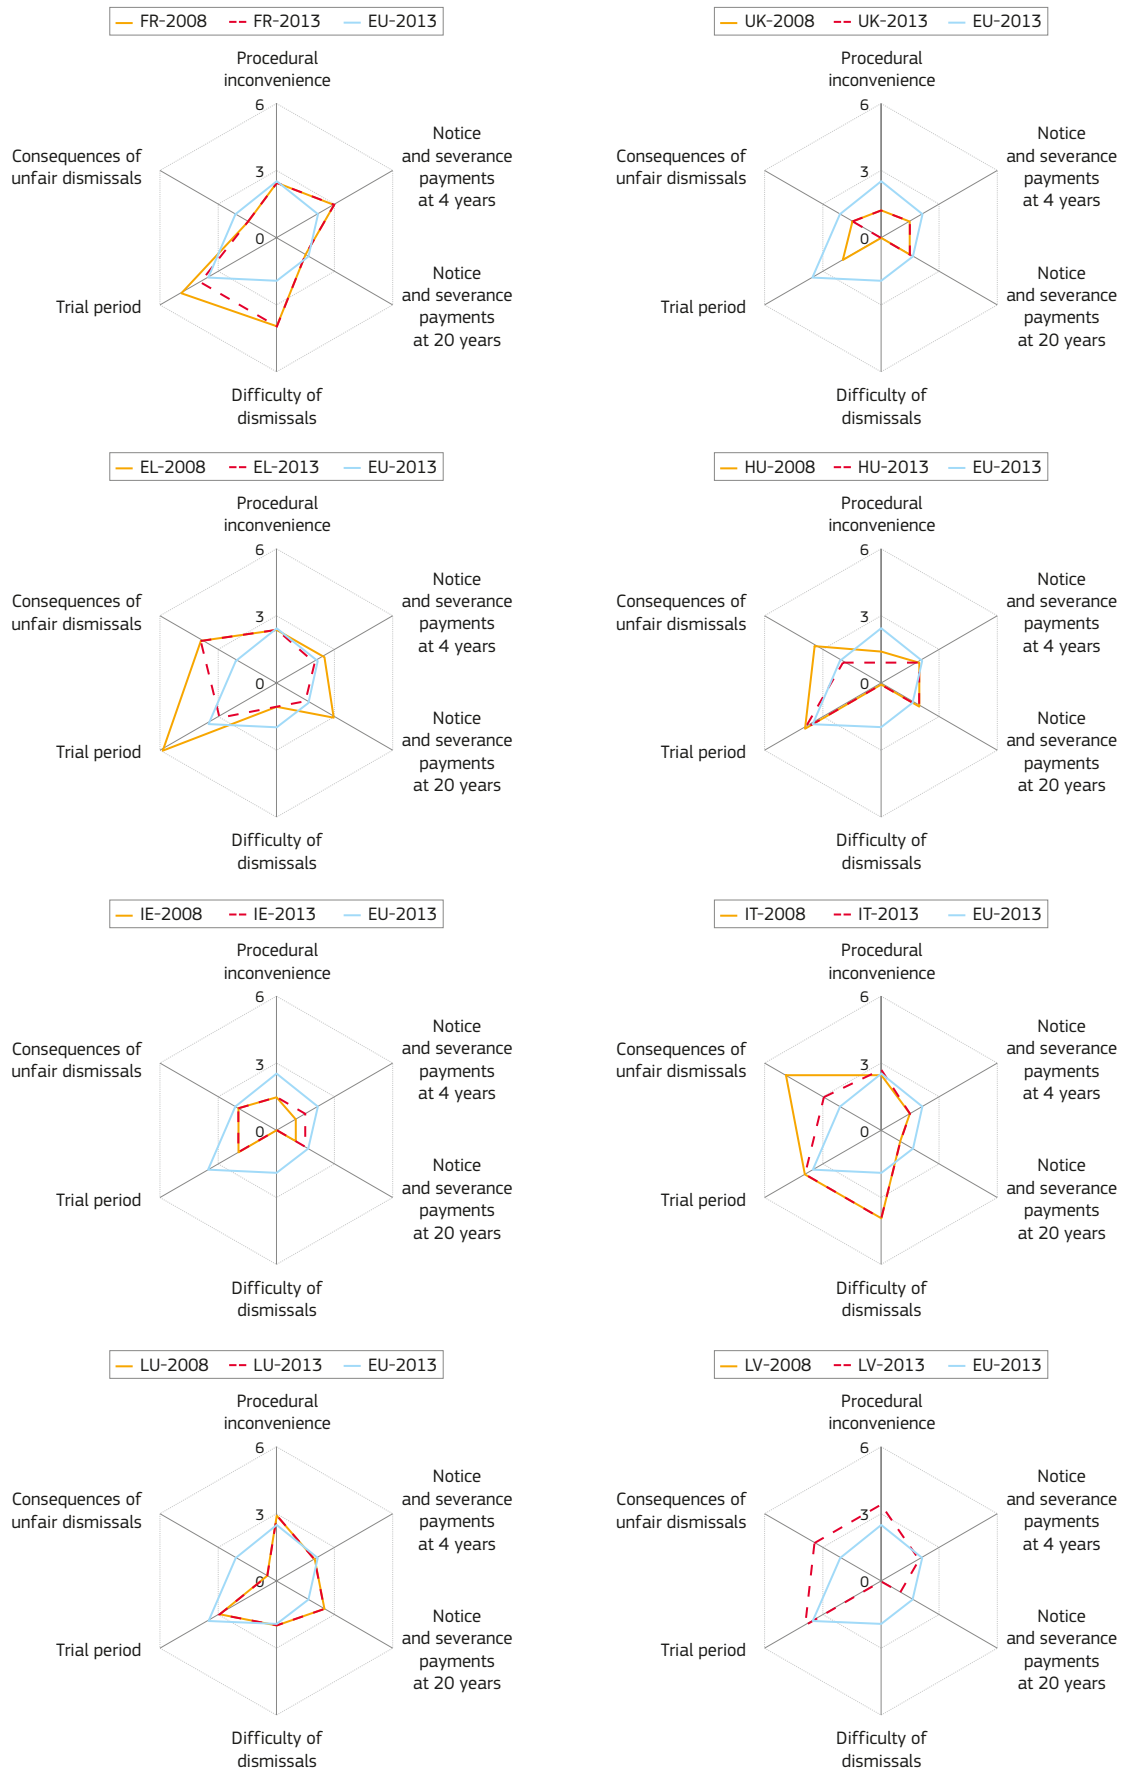 FR-2008 FR-2013 EU-2013
Procedural
inconvenience
6
Notice
and severance
payments
at 4 years
Consequences of
unfair dismissals
3
0
Notice
and severance
payments
at 20 years
Trial period
Difficulty of
dismissals
UK-2008 UK-2013 EU-2013
Procedural
inconvenience
6
Notice
and severance
payments
at 4 years
Consequences of
unfair dismissals
3
0
Notice
and severance
payments
at 20 years
Trial period
Difficulty of
dismissals
EL-2008 EL-2013 EU-2013
Procedural
inconvenience
6
Notice
and severance
payments
at 4 years
Consequences of
unfair dismissals
3
0
Notice
and severance
payments
at 20 years
Trial period
Difficulty of
dismissals
HU-2008 HU-2013 EU-2013
Procedural
inconvenience
6
Notice
and severance
payments
at 4 years
Consequences of
unfair dismissals
3
0
Notice
and severance
payments
at 20 years
Trial period
Difficulty of
dismissals
IE-2008 IE-2013 EU-2013
Procedural
inconvenience
6
Notice
and severance
payments
at 4 years
Consequences of
unfair dismissals
3
0
Notice
and severance
payments
at 20 years
Trial period
Difficulty of
dismissals
IT-2008 IT-2013 EU-2013
Procedural
inconvenience
6
Notice
and severance
payments
at 4 years
Consequences of
unfair dismissals
3
0
Notice
and severance
payments
at 20 years
Trial period
Difficulty of
dismissals
LU-2008 LU-2013 EU-2013
Procedural
inconvenience
6
Notice
and severance
payments
at 4 years
Consequences of
unfair dismissals
3
0
Notice
and severance
payments
at 20 years
Trial period
Difficulty of
dismissals
LV-2008 LV-2013 EU-2013
Procedural
inconvenience
6
Notice
and severance
payments
at 4 years
Consequences of
unfair dismissals
3
0
Notice
and severance
payments
at 20 years
Trial period
Difficulty of
dismissals